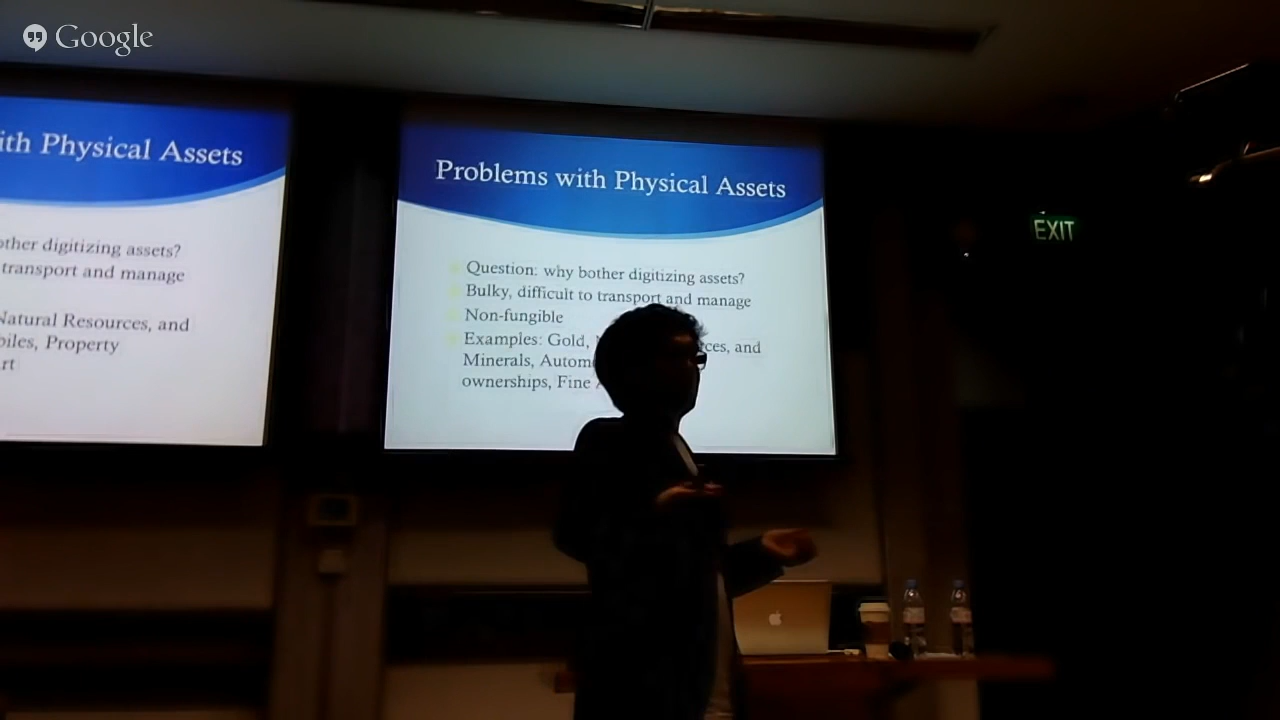 Google
ith Physical Assets
other digitizing assets?
transport and manage
Natural Resources, and
biles, Property
rt
Problems with Physical Assets
Question: why bother digitizing assets?
Bulky, difficult to transport and manage
Non-fungible
Examples: Gold, ces, and
Minerals, Autom
ownerships, Fine
EXIT